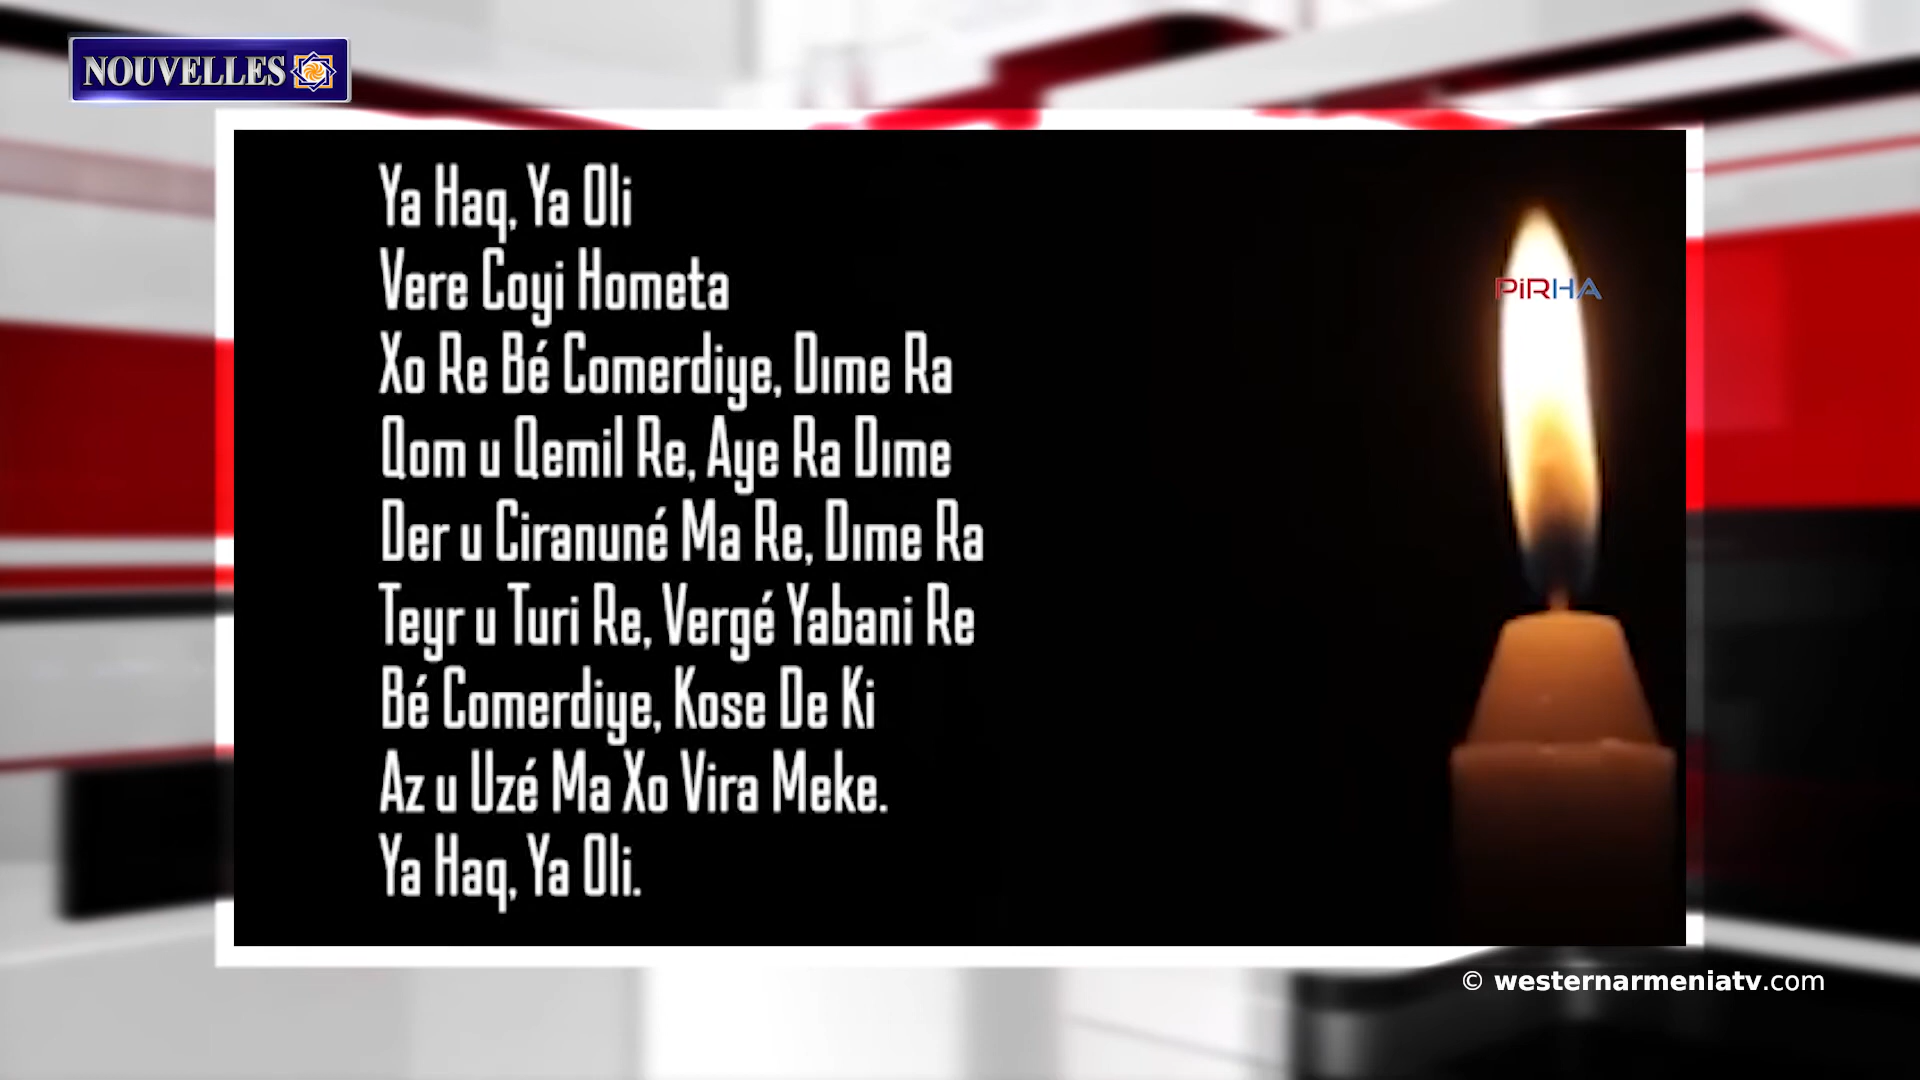 NOUVELLES
Ya Haq, Ya Oli
Vere Coyi Hometa
Xo Re Bé Comerdiye, Dıme Ra
PiRHA
Qom u Qemil Re, Aye Ra Dıme
Der u Ciranuné Ma Re, Dıme Ra
Teyr u Turi Re, Vergé Yabani Re
Bé Comerdiye, Kose De Ki
Az u Uzé Ma Xo Vira Meke.
Ya Haq, Ya Oli.
© westernarmeniatv.com